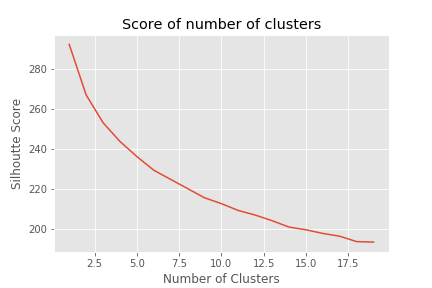 Score of number of clusters
Silhoutte Score
280
260
240
220
200
2.5 5.0 7.5 10.0 12.5 15.0 17.5
Number of Clusters